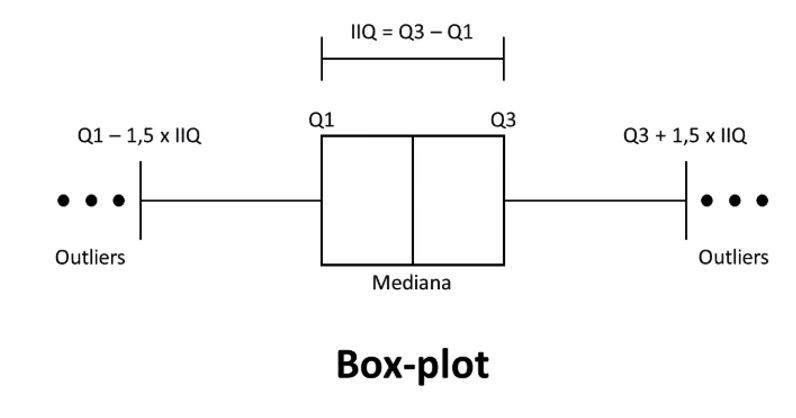 IIQ = Q3 – Q1
Q1
Q3
Q1 – 1,5 x IIQ
Q3 + 1,5 x IIQ
Outliers
Outliers
Mediana
Box-plot